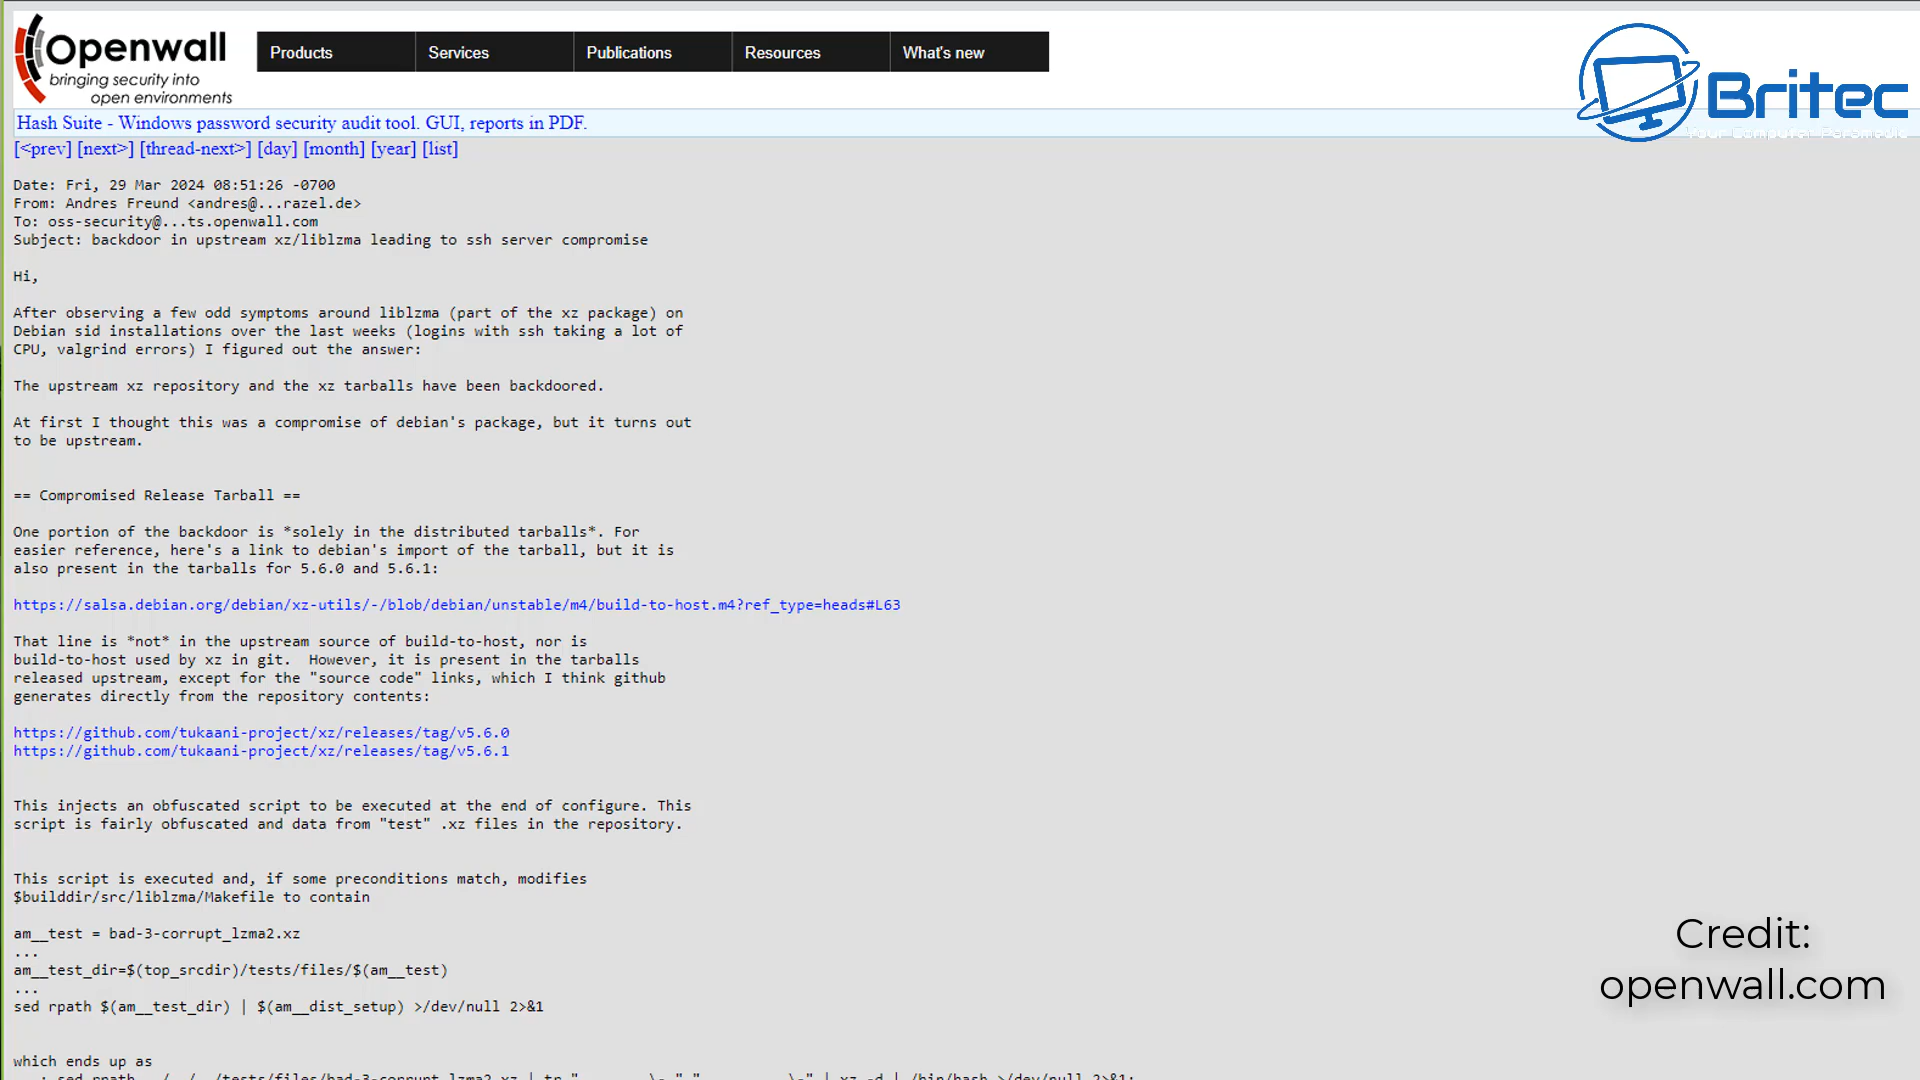 Openwall
bringing security into
open environments
Products Services Publications Resources What's new
Britec
Your Computer Paramedic
Hash Suite - Windows password security audit tool. GUI, reports in PDF.
[<prev] [next>] [thread-next>] [day] [month] [year] [list]
Date: Fri, 29 Mar 2024 08:51:26 -0700
From: Andres Freund <andres@...razel.de>
To: oss-security@...ts.openwall.com
Subject: backdoor in upstream xz/liblzma leading to ssh server compromise
Hi,
After observing a few odd symptoms around liblzma (part of the xz package) on
Debian sid installations over the last weeks (logins with ssh taking a lot of
CPU, valgrind errors) I figured out the answer:
The upstream xz repository and the xz tarballs have been backdoored.
At first I thought this was a compromise of debian's package, but it turns out
to be upstream.
== Compromised Release Tarball ==
One portion of the backdoor is *solely in the distributed tarballs*. For
easier reference, here's a link to debian's import of the tarball, but it is
also present in the tarballs for 5.6.0 and 5.6.1:
https://salsa.debian.org/debian/xz-utils/-/blob/debian/unstable/m4/build-to-host.m4?ref_type=heads#L63
That line is *not* in the upstream source of build-to-host, nor is
build-to-host used by xz in git.  However, it is present in the tarballs
released upstream, except for the "source code" links, which I think github
generates directly from the repository contents:
https://github.com/tukaani-project/xz/releases/tag/v5.6.0
https://github.com/tukaani-project/xz/releases/tag/v5.6.1
This injects an obfuscated script to be executed at the end of configure. This
script is fairly obfuscated and data from "test" .xz files in the repository.
This script is executed and, if some preconditions match, modifies
$builddir/src/liblzma/Makefile to contain
am__test = bad-3-corrupt_lzma2.xz
...
am__test_dir=$(top_srcdir)/tests/files/$(am__test)
...
sed rpath $(am__test_dir) | $(am__dist_setup) >/dev/null 2>&1
which ends up as
Credit:
openwall.com